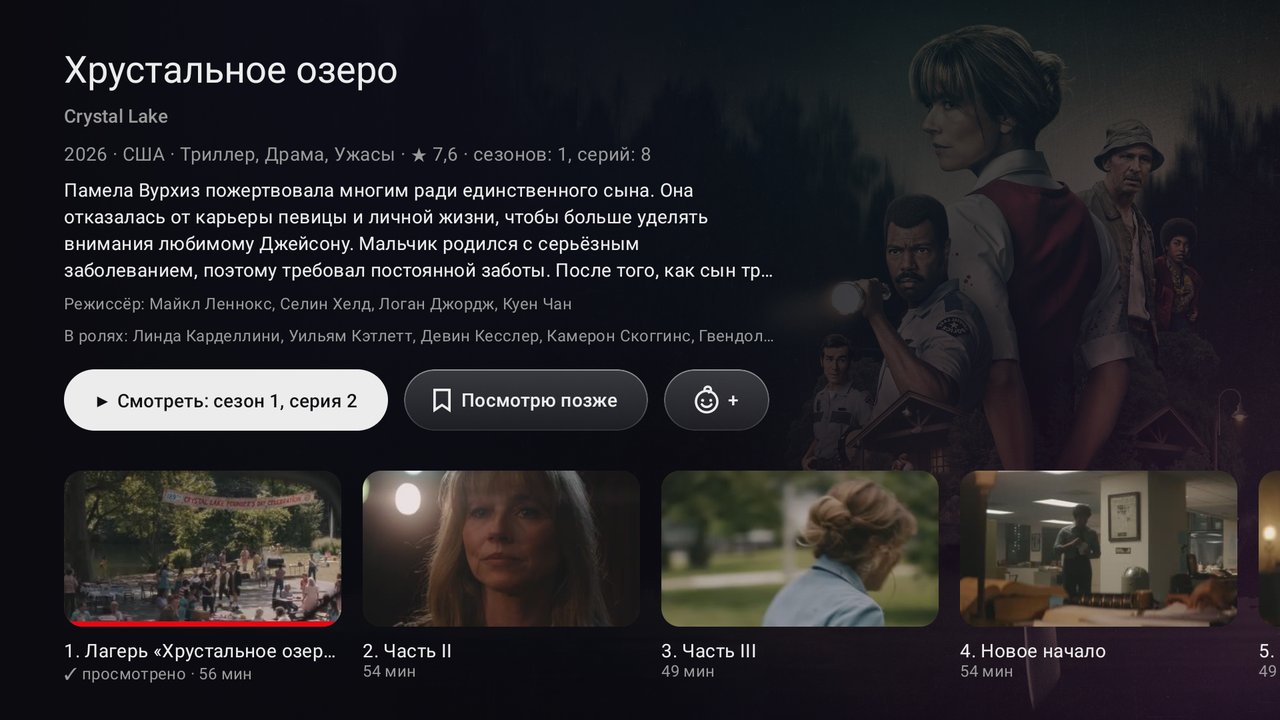 Хрустальное озеро
Crystal Lake
2026 · США · Триллер, Драма, Ужасы · ★ 7,6 · сезонов: 1, серий: 8
Памела Вурхиз пожертвовала многим ради единственного сына. Она
отказалась от карьеры певицы и личной жизни, чтобы больше уделять
внимания любимому Джейсону. Мальчик родился с серьёзным
заболеванием, поэтому требовал постоянной заботы. После того, как сын тр…
Режиссёр: Майкл Леннокс, Селин Хелд, Логан Джордж, Куен Чан
В ролях: Линда Карделлини, Уильям Кэтлетт, Девин Кесслер, Камерон Скоггинс, Гвендол…
► Смотреть: сезон 1, серия 2
Посмотрю позже
+
CRYSTAL LAKE FOUNDER'S DAY CELEBRATION
1. Лагерь «Хрустальное озер…
✓ просмотрено · 56 мин
2. Часть II
54 мин
3. Часть III
49 мин
4. Новое начало
54 мин
5.
49